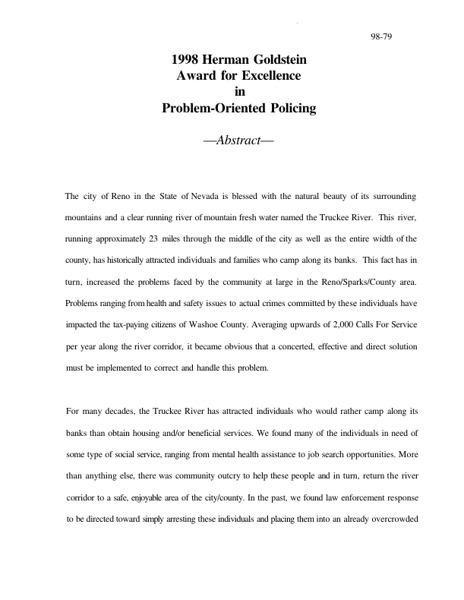 98-79
1998 Herman Goldstein
Award for Excellence
in
Problem-Oriented Policing
—Abstract—
The city of Reno in the State of Nevada is blessed with the natural beauty of its surrounding
mountains and a clear running river of mountain fresh water named the Truckee River. This river,
running approximately 23 miles through the middle of the city as well as the entire width of the
county, has historically attracted individuals and families who camp along its banks. This fact has in
turn, increased the problems faced by the community at large in the Reno/Sparks/County area.
Problems ranging from health and safety issues to actual crimes committed by these individuals have
impacted the tax-paying citizens of Washoe County. Averaging upwards of 2,000 Calls For Service
per year along the river corridor, it became obvious that a concerted, effective and direct solution
must be implemented to correct and handle this problem.
For many decades, the Truckee River has attracted individuals who would rather camp along its
banks than obtain housing and/or beneficial services. We found many of the individuals in need of
some type of social service, ranging from mental health assistance to job search opportunities. More
than anything else, there was community outcry to help these people and in turn, return the river
corridor to a safe, enjoyable area of the city/county. In the past, we found law enforcement response
to be directed toward simply arresting these individuals and placing them into an already overcrowded